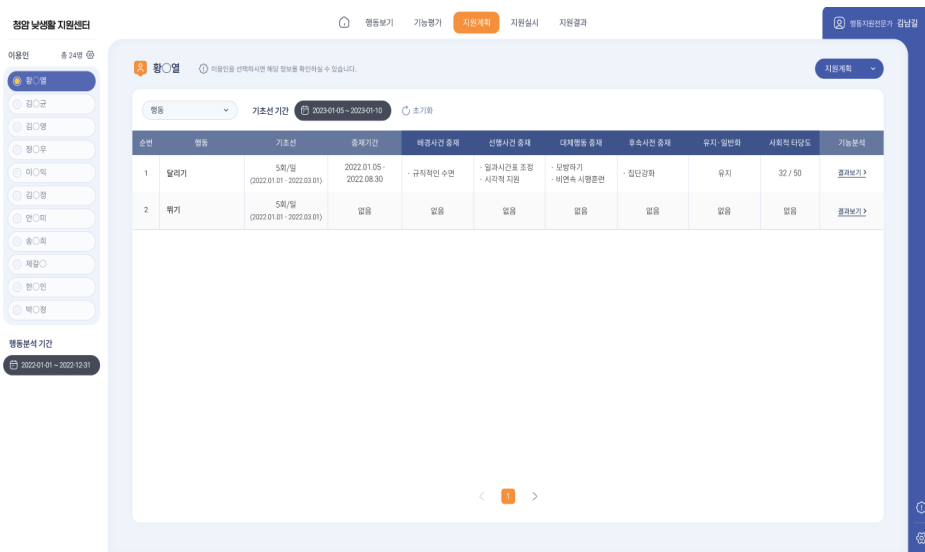 청암 낮생활 지원센터
행동보기 기능평가 지원계획 지원실시 지원결과
행동지원전문가 김남길
이용인 총 24명
황○열
김○균
김○영
정○우
이○익
김○정
안○미
송○희
제갈○
한○인
박○정
행동분석 기간
2022-01-01 ~ 2022-12-31
황○열 이용인을 선택하시면 해당 정보를 확인하실 수 있습니다.
지원계획
행동 기초선 기간 2023-01-05 ~ 2023-01-10 초기화
순번 행동 기초선 중재기간 배경사건 중재 선행사건 중재 대체행동 중재 후속사전 중재 유지·일반화 사회적 타당도 기능분석
1 달리기 5회/일 (2022.01.01 - 2022.03.01) 2022.01.05 - 2022.08.30 · 규칙적인 수면 · 일과시간표 조정 · 시각적 지원 · 모방하기 · 비연속 시행훈련 · 집단강화 유지 32 / 50 결과보기 >
2 뛰기 5회/일 (2022.01.01 - 2022.03.01) 없음 없음 없음 없음 없음 없음 없음 결과보기 >
< 1 >